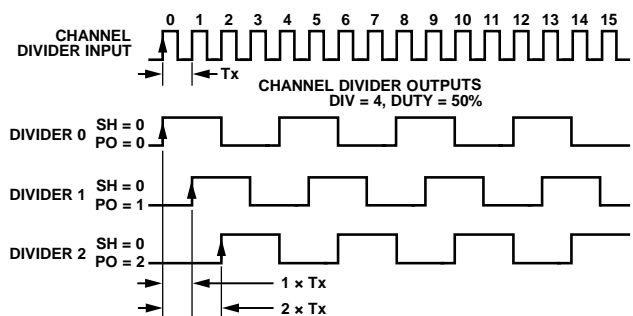 0 1 2 3 4 5 6 7 8 9 10 11 12 13 14 15
CHANNEL
DIVIDER INPUT
Tx
CHANNEL DIVIDER OUTPUTS
DIV = 4, DUTY = 50%
DIVIDER 0 SH = 0
PO = 0
DIVIDER 1 SH = 0
PO = 1
DIVIDER 2 SH = 0
PO = 2
1 × Tx
2 × Tx